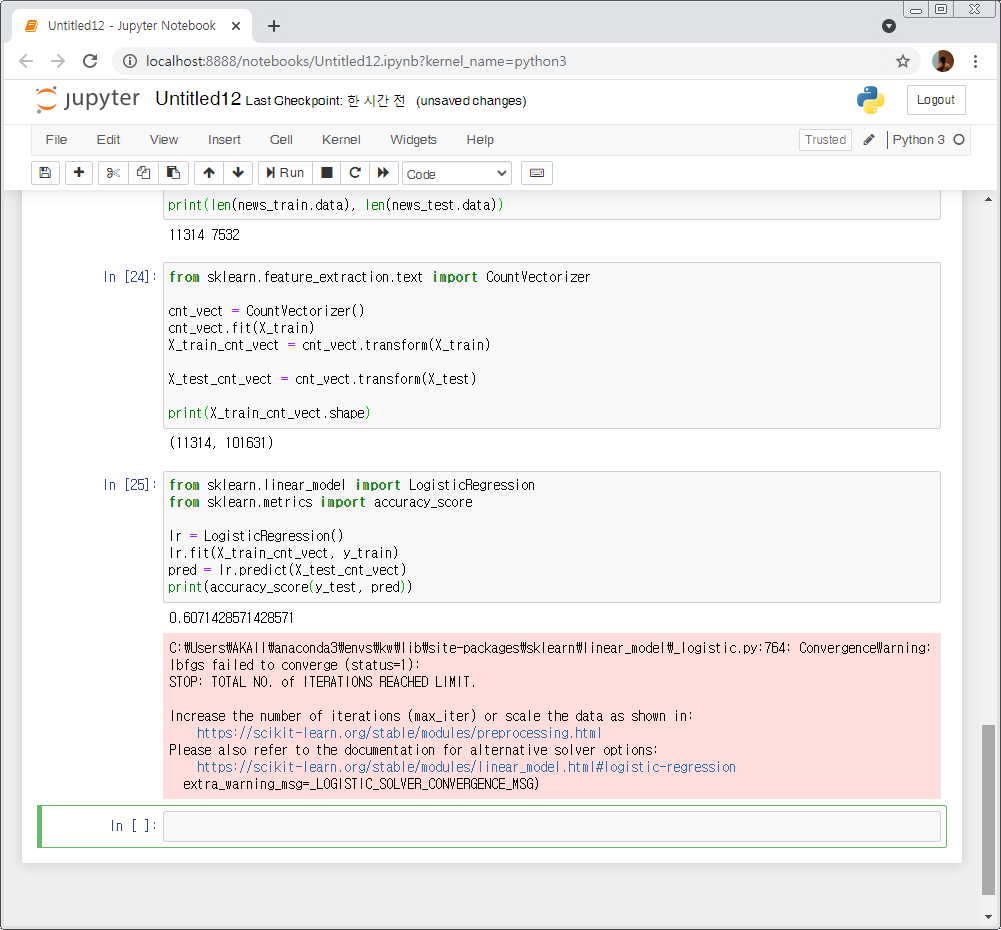 Untitled12 - Jupyter Notebook
localhost:8888/notebooks/Untitled12.ipynb?kernel_name=python3
jupyter Untitled12 Last Checkpoint: 한 시간 전 (unsaved changes)
Logout
File Edit View Insert Cell Kernel Widgets Help
Trusted
Python 3
Run
Code
print(len(news_train.data), len(news_test.data))
11314 7532
In [24]:
from sklearn.feature_extraction.text import CountVectorizer
cnt_vect = CountVectorizer()
cnt_vect.fit(X_train)
X_train_cnt_vect = cnt_vect.transform(X_train)
X_test_cnt_vect = cnt_vect.transform(X_test)
print(X_train_cnt_vect.shape)
(11314, 101631)
In [25]:
from sklearn.linear_model import LogisticRegression
from sklearn.metrics import accuracy_score
lr = LogisticRegression()
lr.fit(X_train_cnt_vect, y_train)
pred = lr.predict(X_test_cnt_vect)
print(accuracy_score(y_test, pred))
0.6071428571428571
C:₩Users₩AKAII₩anaconda3₩envs₩kw₩lib₩site-packages₩sklearn₩linear_model₩_logistic.py:764: ConvergenceWarning:
lbfgs failed to converge (status=1):
STOP: TOTAL NO. of ITERATIONS REACHED LIMIT.
Increase the number of iterations (max_iter) or scale the data as shown in:
https://scikit-learn.org/stable/modules/preprocessing.html
Please also refer to the documentation for alternative solver options:
https://scikit-learn.org/stable/modules/linear_model.html#logistic-regression
extra_warning_msg=_LOGISTIC_SOLVER_CONVERGENCE_MSG)
In [ ]: